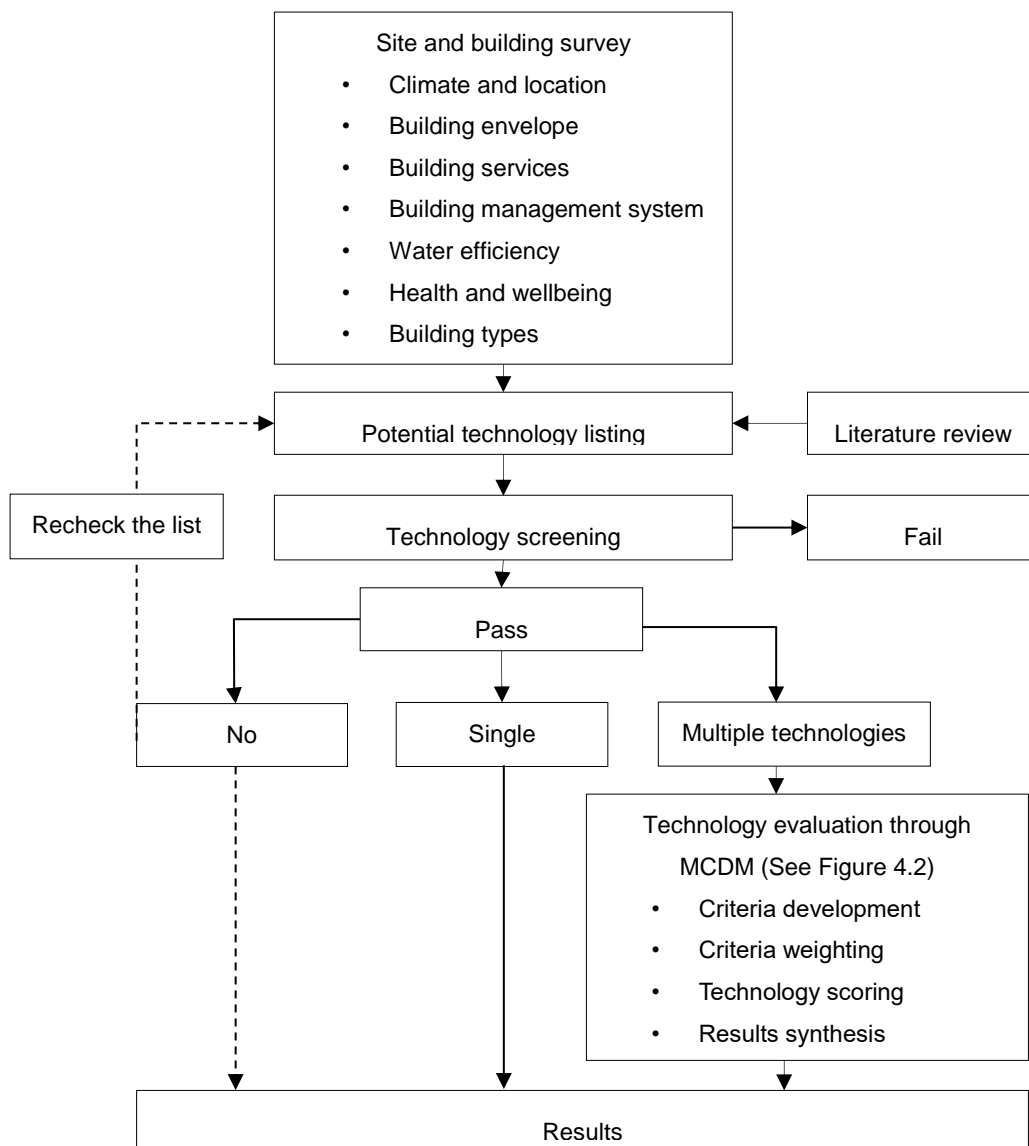 Site and building survey
• Climate and location
• Building envelope
• Building services
• Building management system
• Water efficiency
• Health and wellbeing
• Building types
Potential technology listing
Literature review
Recheck the list
Technology screening
Fail
Pass
No
Single
Multiple technologies
Technology evaluation through
MCDM (See Figure 4.2)
• Criteria development
• Criteria weighting
• Technology scoring
• Results synthesis
Results